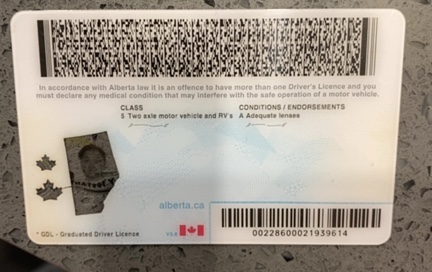 In accordance with Alberta law it is an offence to have more than one Driver's Licence and you
must declare any medical condition that may interfere with the safe operation of a motor vehicle.
CLASS CONDITIONS / ENDORSEMENTS
5 Two axle motor vehicle and RV's A Adequate lenses
alberta.ca
* GDL - Graduated Driver License
00228600021939614